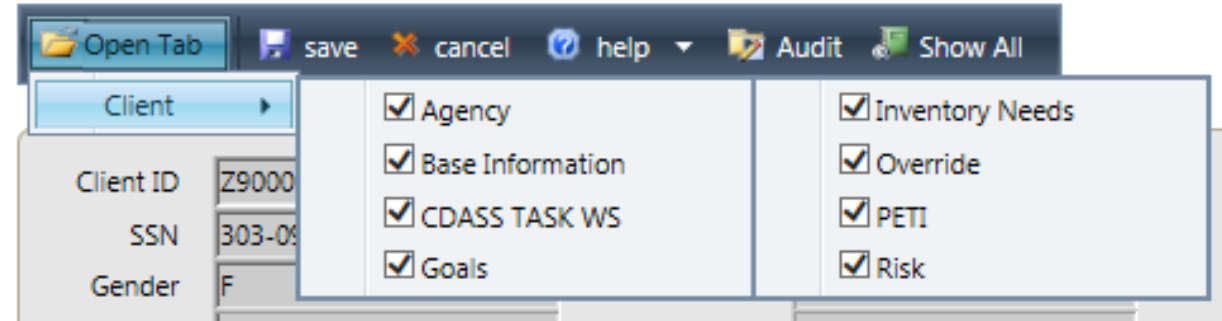 Open Tab save cancel help Audit Show All
Client
Agency
Base Information
CDASS TASK WS
Goals
Inventory Needs
Override
PETI
Risk
Client ID Z9000
SSN 303-09
Gender F